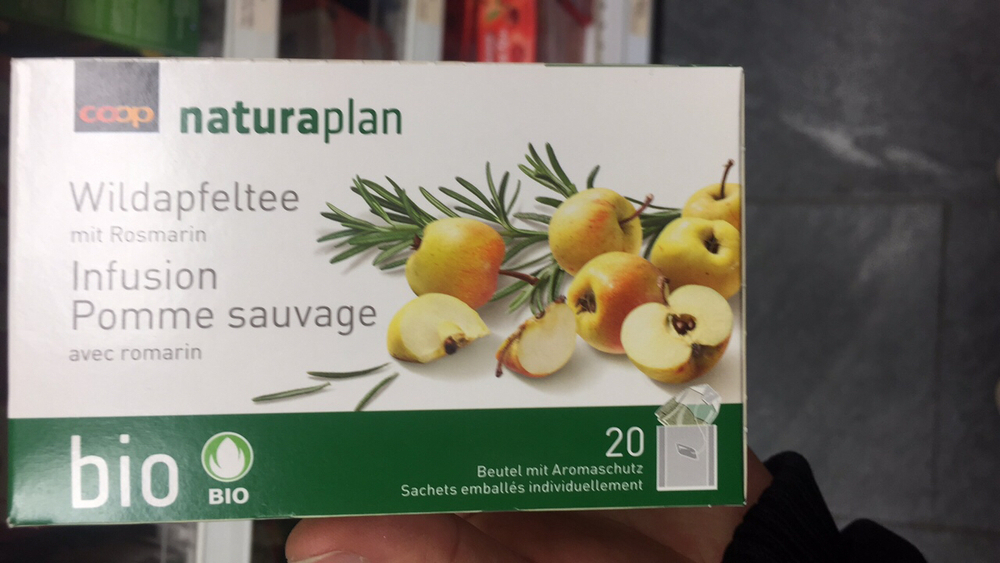 coop naturaplan
Wildapfeltee
mit Rosmarin
Infusion
Pomme sauvage
avec romarin
bio
BIO
20
Beutel mit Aromaschutz
Sachets emballés individuellement